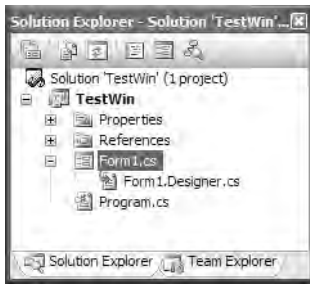 Solution Explorer - Solution 'TestWin'...
Solution 'TestWin' (1 project)
TestWin
Properties
References
Form1.cs
Form1.Designer.cs
Program.cs
Solution Explorer Team Explorer